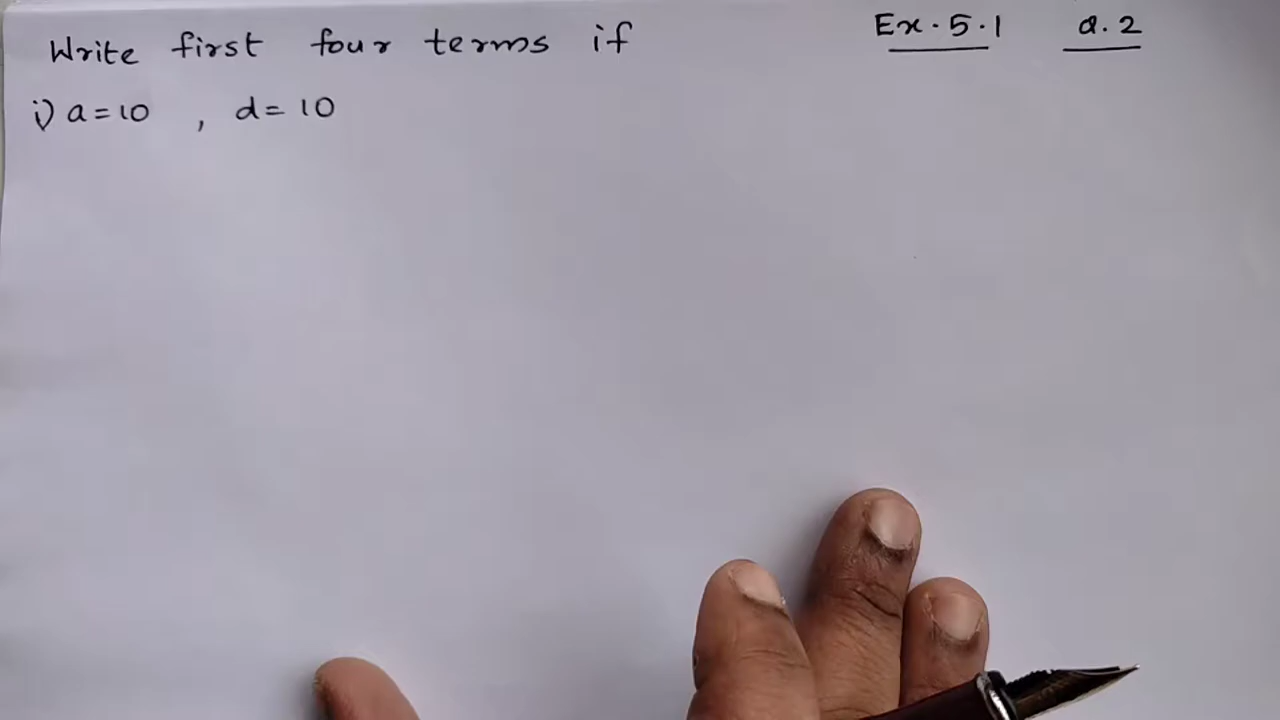 Write first four terms if
Ex. 5.1 Q. 2
i) a = 10 , d = 10